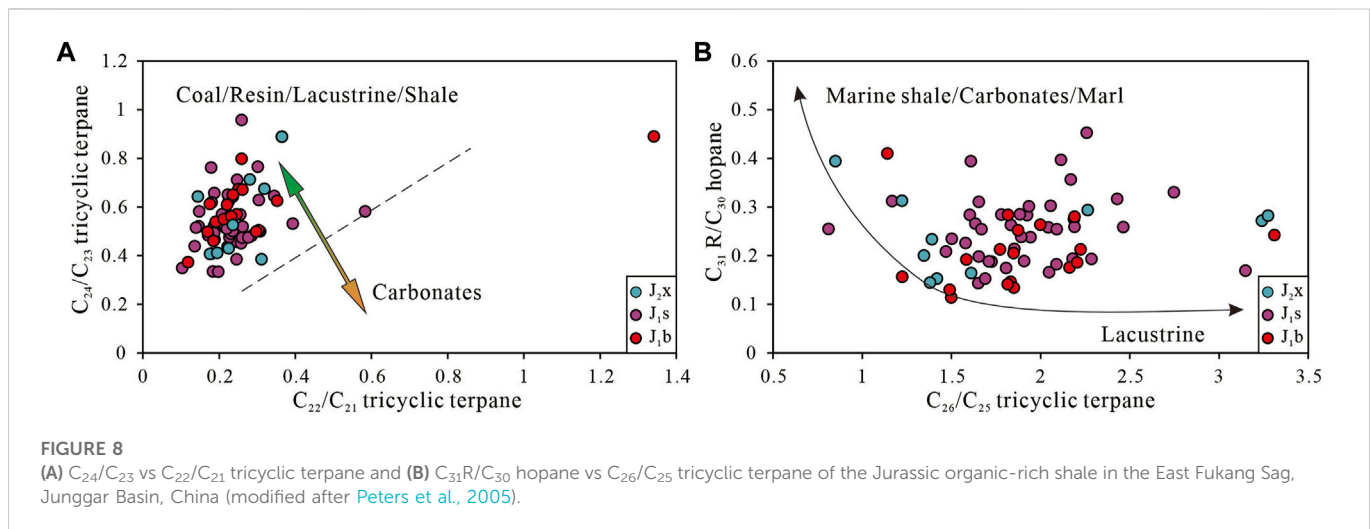 A
B
C₂₄/C₂₃ tricyclic terpane
1.2
1
0.8
0.6
0.4
0.2
0
Coal/Resin/Lacustrine/Shale
Carbonates
J₂x
J₁s
J₁b
0 0.2 0.4 0.6 0.8 1 1.2 1.4
C₂₂/C₂₁ tricyclic terpane
C₃₁ R/C₃₀ hopane
0.6
0.5
0.4
0.3
0.2
0.1
0
Marine shale/Carbonates/Marl
Lacustrine
J₂x
J₁s
J₁b
0.5 1 1.5 2 2.5 3 3.5
C₂₆/C₂₅ tricyclic terpane
FIGURE 8
(A) C₂₄/C₂₃ vs C₂₂/C₂₁ tricyclic terpane and (B) C₃₁R/C₃₀ hopane vs C₂₆/C₂₅ tricyclic terpane of the Jurassic organic-rich shale in the East Fukang Sag,
Junggar Basin, China (modified after Peters et al., 2005).